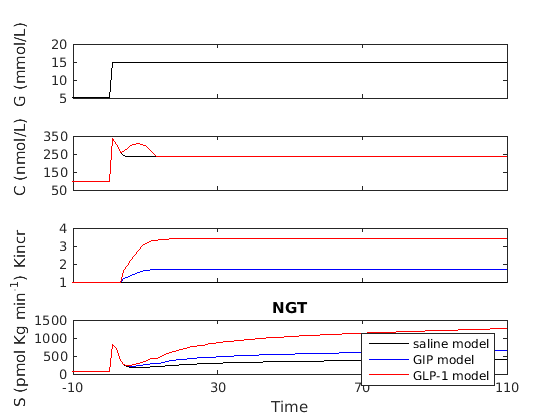 G (mmol/L)
20
15
10
5
C (nmol/L)
350
250
150
50
Kincr
4
3
2
1
NGT
S (pmol Kg min⁻¹)
1500
1000
500
0
-10
30
70
110
Time
saline model
GIP model
GLP-1 model